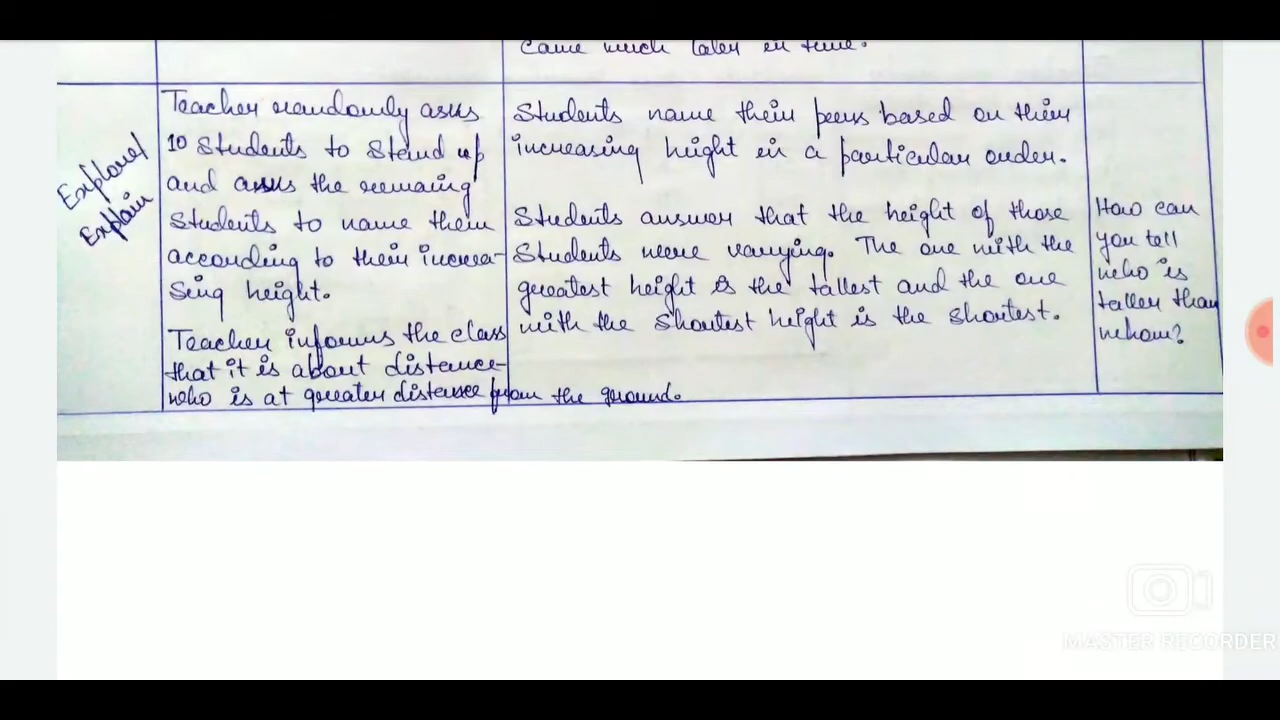 came much later in time.
Explore/
Explain
Teacher randomly asks
10 Students to Stand up
and asks the remaing
Students to name them
according to their increa-
sing height.
Teacher informs the class
that it is about distance-
who is at greater distance from the ground.
Students name their peers based on their
increasing height in a particular order.
Students answer that the height of those
Students were varying. The one with the
greatest height is the tallest and the one
with the shortest height is the shortest.
How can
you tell
who is
taller than
whom?
MASTER RECORDER